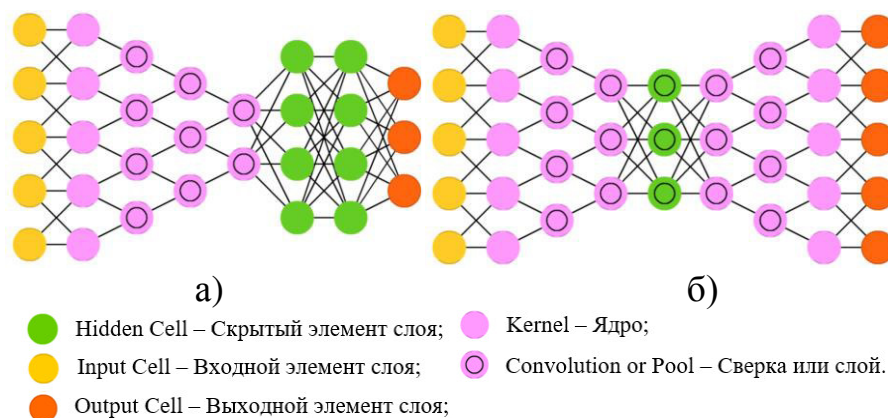 а)
б)
Hidden Cell – Скрытый элемент слоя;
Kernel – Ядро;
Input Cell – Входной элемент слоя;
Convolution or Pool – Сверка или слой.
Output Cell – Выходной элемент слоя;